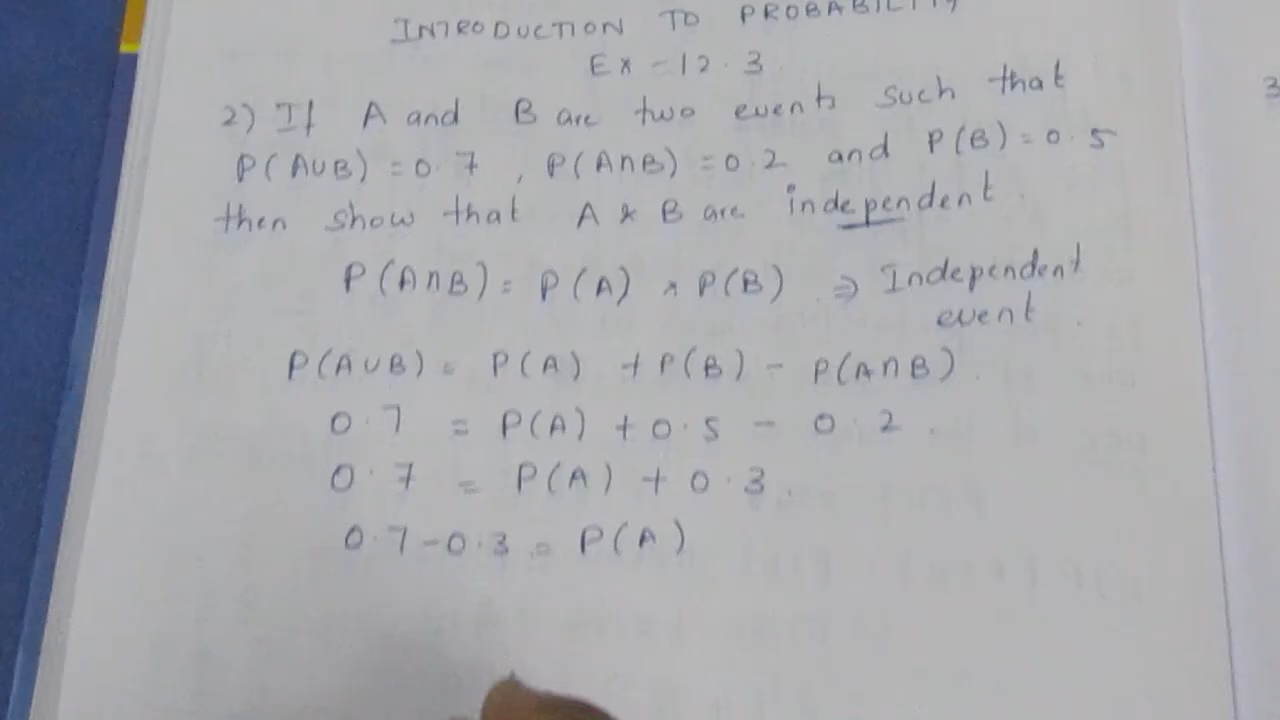 INTRODUCTION TO PROBABILITY
Ex - 12.3
2) If A and B are two events such that
P(A∪B) = 0.7, P(A∩B) = 0.2 and P(B) = 0.5
then show that A & B are independent.
P(A∩B) = P(A) × P(B) ⇒ Independent
event.
P(A∪B) = P(A) + P(B) - P(A∩B).
0.7 = P(A) + 0.5 - 0.2.
0.7 = P(A) + 0.3.
0.7 - 0.3 = P(A)
3